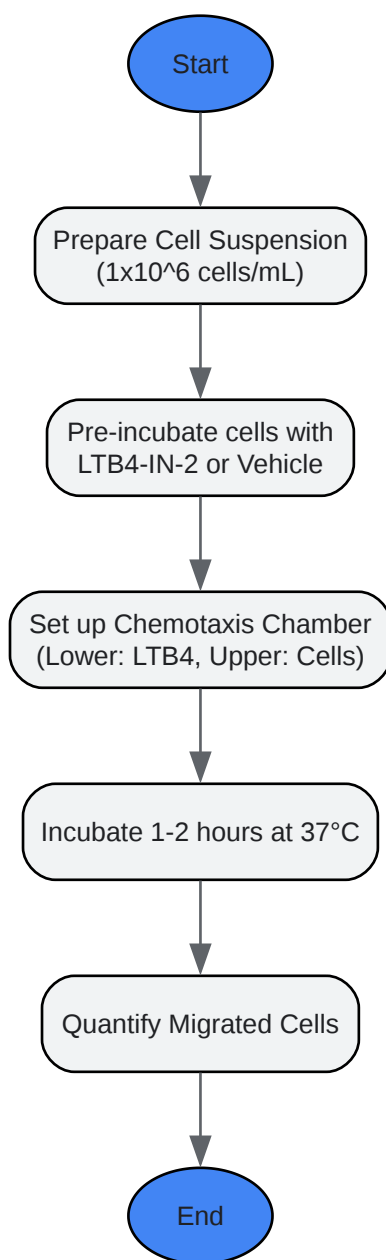 Start
Prepare Cell Suspension
(1x10^6 cells/mL)
Pre-incubate cells with
LTB4-IN-2 or Vehicle
Set up Chemotaxis Chamber
(Lower: LTB4, Upper: Cells)
Incubate 1-2 hours at 37°C
Quantify Migrated Cells
End